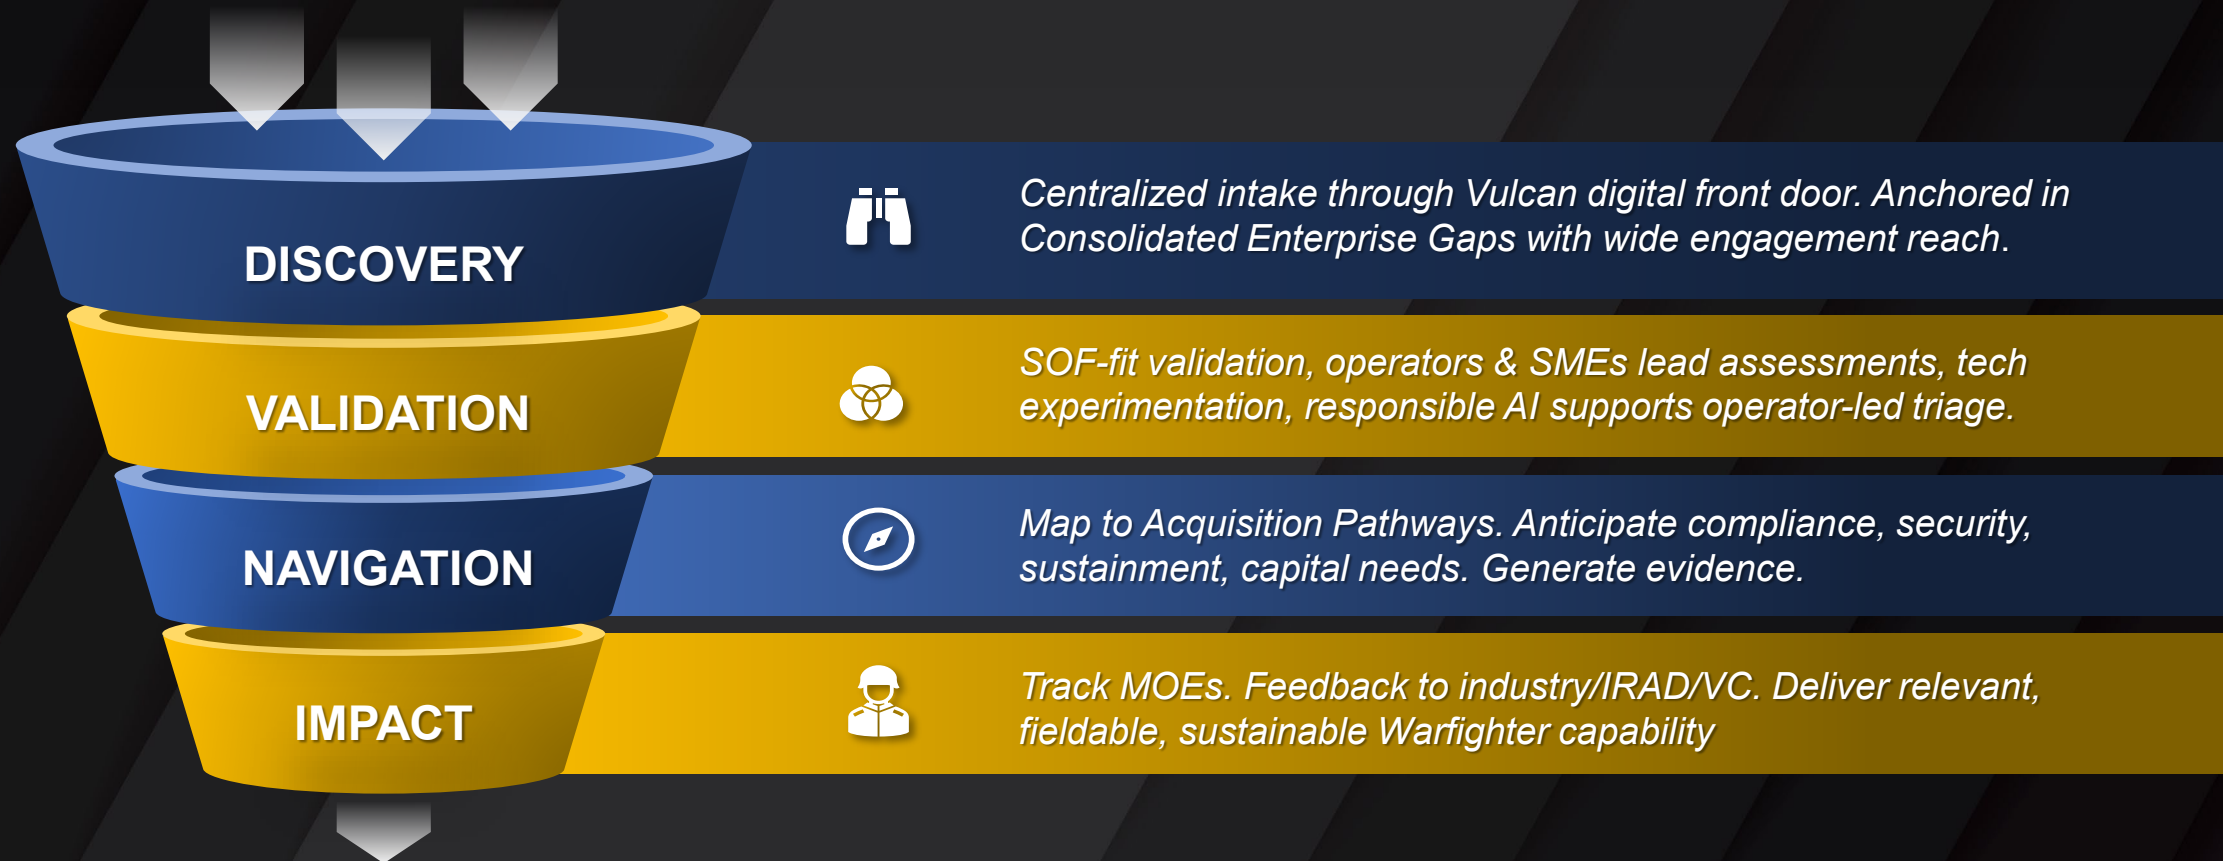 DISCOVERY
Centralized intake through Vulcan digital front door. Anchored in
Consolidated Enterprise Gaps with wide engagement reach.
VALIDATION
SOF-fit validation, operators & SMEs lead assessments, tech
experimentation, responsible AI supports operator-led triage.
NAVIGATION
Map to Acquisition Pathways. Anticipate compliance, security,
sustainment, capital needs. Generate evidence.
IMPACT
Track MOEs. Feedback to industry/IRAD/VC. Deliver relevant,
fieldable, sustainable Warfighter capability